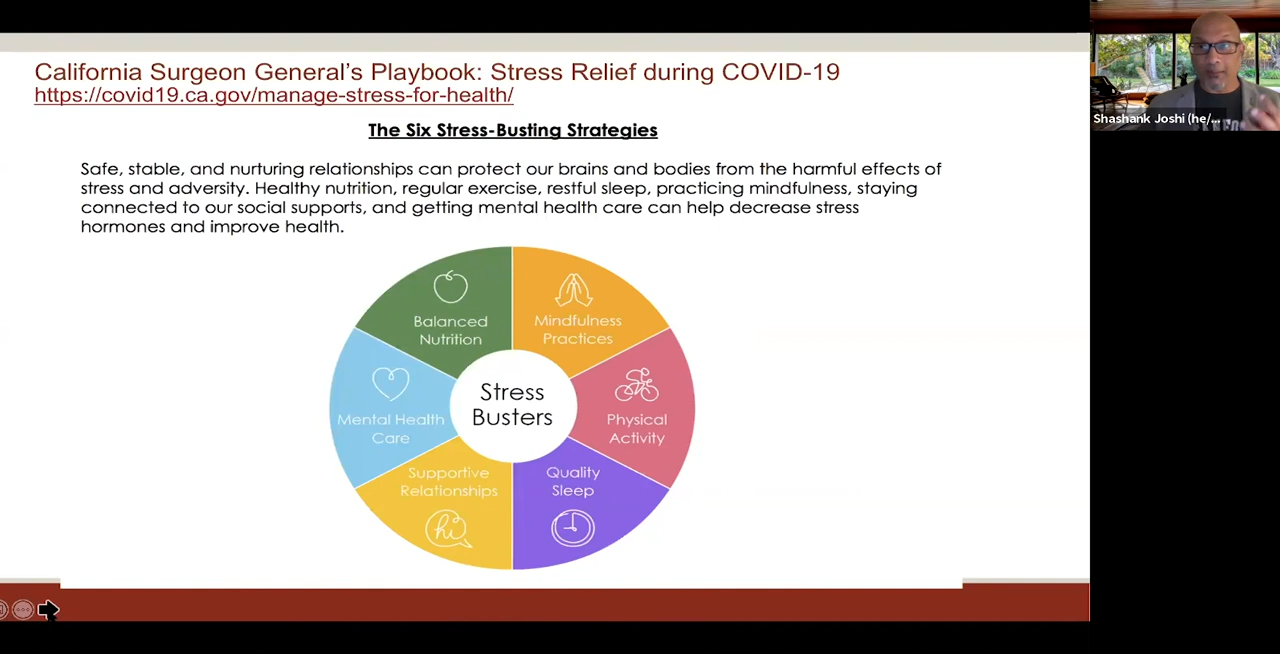 California Surgeon General’s Playbook: Stress Relief during COVID-19
https://covid19.ca.gov/manage-stress-for-health/
The Six Stress-Busting Strategies
Safe, stable, and nurturing relationships can protect our brains and bodies from the harmful effects of
stress and adversity. Healthy nutrition, regular exercise, restful sleep, practicing mindfulness, staying
connected to our social supports, and getting mental health care can help decrease stress
hormones and improve health.
Balanced
Nutrition
Mindfulness
Practices
Mental Health
Care
Stress
Busters
Physical
Activity
Supportive
Relationships
hi
Quality
Sleep
Shashank Joshi (he/...